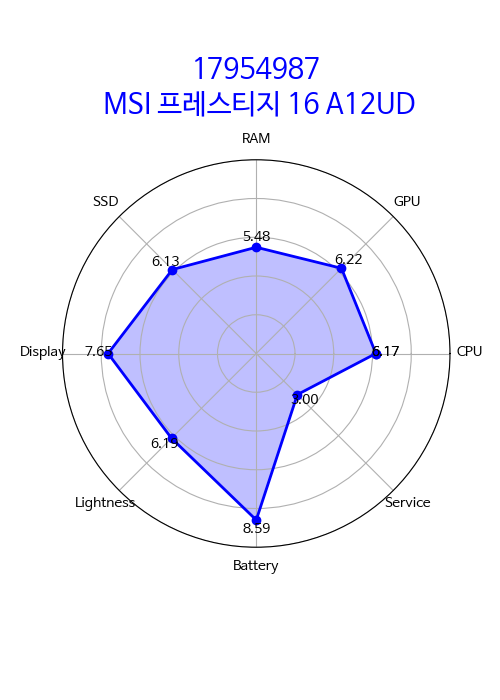 17954987
MSI 프레스티지 16 A12UD
RAM
SSD
GPU
5.48
6.13
6.22
Display
7.65
6.17
CPU
6.19
3.00
Lightness
Service
8.59
Battery